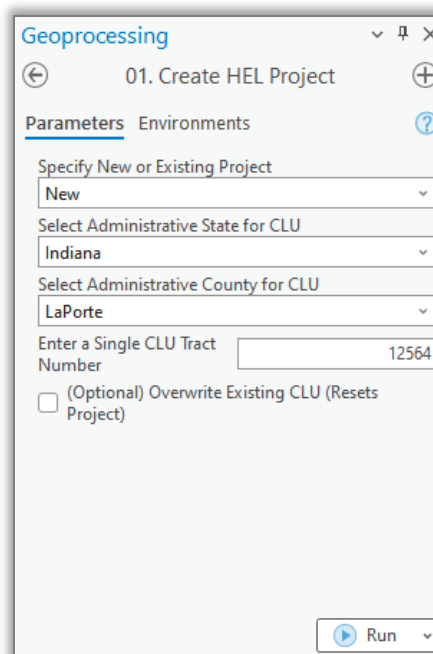 Geoprocessing
01. Create HEL Project
Parameters Environments
Specify New or Existing Project
New
Select Administrative State for CLU
Indiana
Select Administrative County for CLU
LaPorte
Enter a Single CLU Tract
Number
12564
(Optional) Overwrite Existing CLU (Resets
Project)
Run